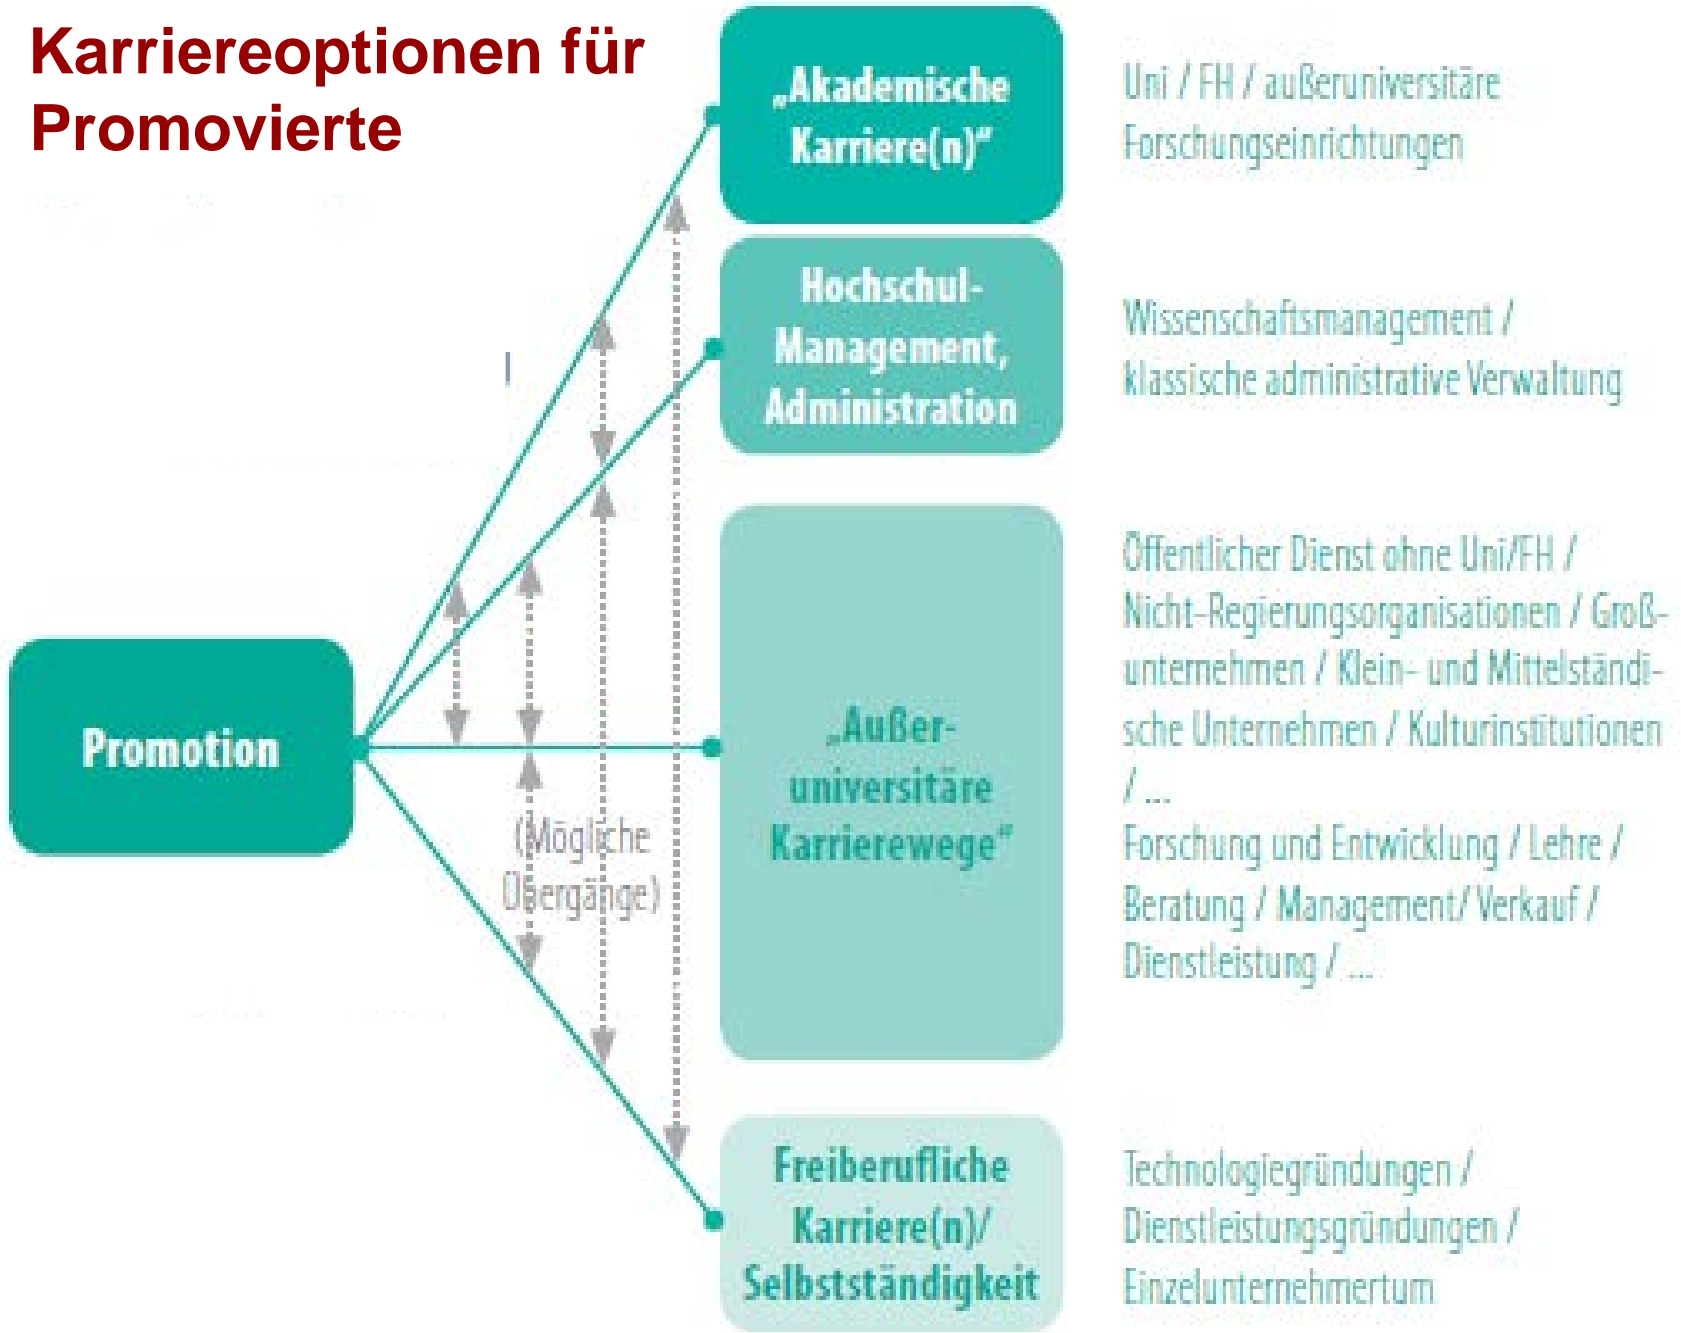 Karriereoptionen für
Promovierte
„Akademische
Karriere(n)“
Uni / FH / außeruniversitäre
Forschungseinrichtungen
Hochschul-
Management,
Administration
Wissenschaftsmanagement /
klassische administrative Verwaltung
Promotion
(Mögliche
Übergänge)
„Außer-
universitäre
Karrierewege“
Öffentlicher Dienst ohne Uni/FH /
Nicht-Regierungsorganisationen / Groß-
unternehmen / Klein- und Mittelständi-
sche Unternehmen / Kulturinstitutionen
/ ...
Forschung und Entwicklung / Lehre /
Beratung / Management/ Verkauf /
Dienstleistung / ...
Freiberufliche
Karriere(n)/
Selbstständigkeit
Technologiegründungen /
Dienstleistungsgründungen /
Einzelunternehmertum